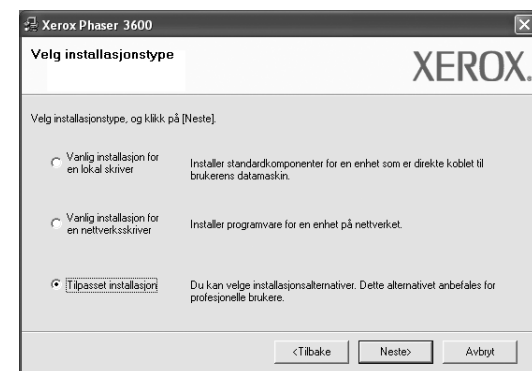 Xerox Phaser 3600
Velg installasjonstype
XEROX.
Velg installasjonstype, og klikk på [Neste].
Vanlig installasjon for
en lokal skriver
Installer standardkomponenter for en enhet som er direkte koblet til
brukerens datamaskin.
Vanlig installasjon for
en nettverksskriver
Installer programvare for en enhet på nettverket.
Tilpasset installasjon
Du kan velge installasjonsalternativer. Dette alternativet anbefales for
profesjonelle brukere.
<Tilbake
Neste>
Avbryt